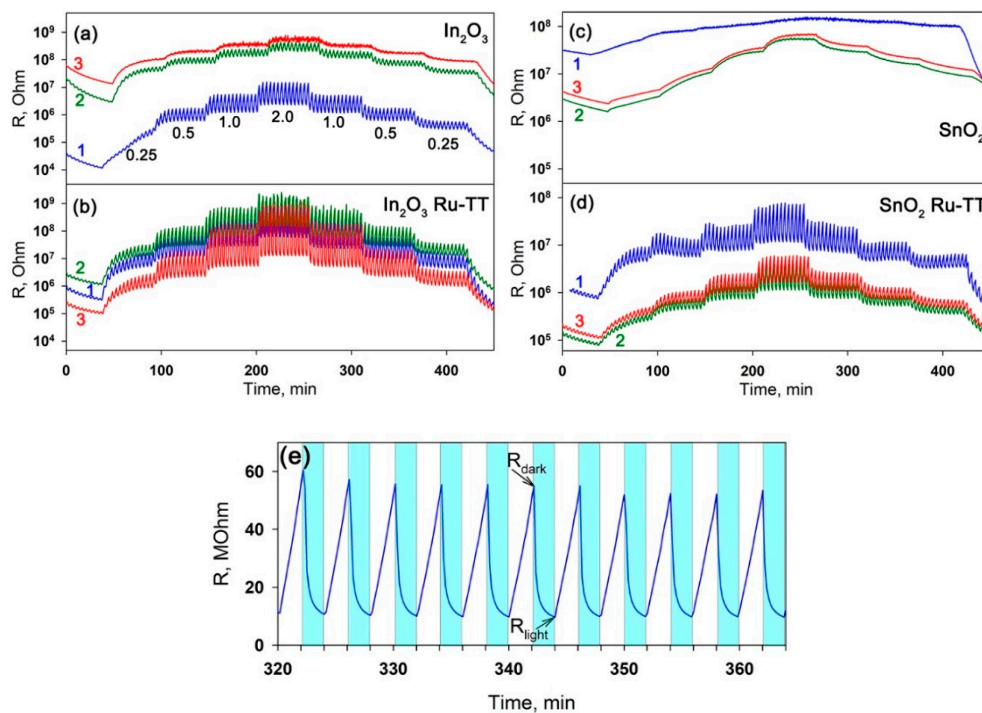 (a)
In₂O₃
R, Ohm
10⁹
10⁸
10⁷
10⁶
10⁵
10⁴
3
2
1
0.25
0.5
1.0
2.0
1.0
0.5
0.25
(b)
In₂O₃ Ru-TT
R, Ohm
10⁹
10⁸
10⁷
10⁶
10⁵
10⁴
2
1
3
0 100 200 300 400
Time, min
(c)
SnO₂
R, Ohm
10⁸
10⁷
10⁶
10⁵
1
3
2
(d)
SnO₂ Ru-TT
R, Ohm
10⁸
10⁷
10⁶
10⁵
1
3
2
0 100 200 300 400
Time, min
(e)
R, MOhm
60
40
20
0
R_dark
R_light
320 330 340 350 360
Time, min